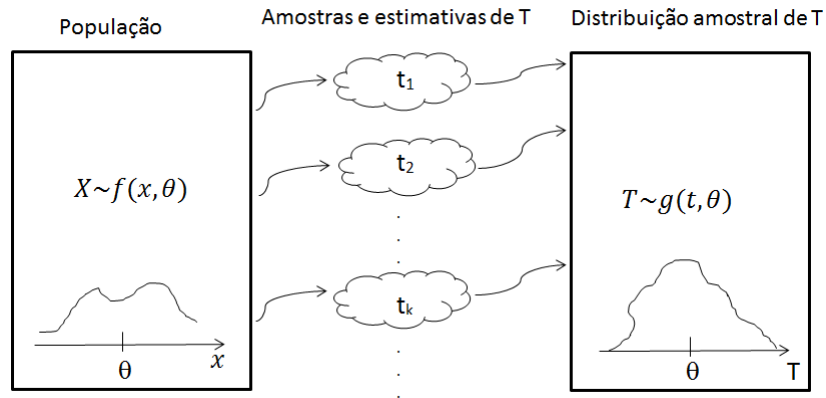 População
Amostras e estimativas de T
Distribuição amostral de T
t₁
t₂
X~f(x,θ)
T~g(t,θ)
.
.
.
tₖ
θ
x
θ
T
.
.
.